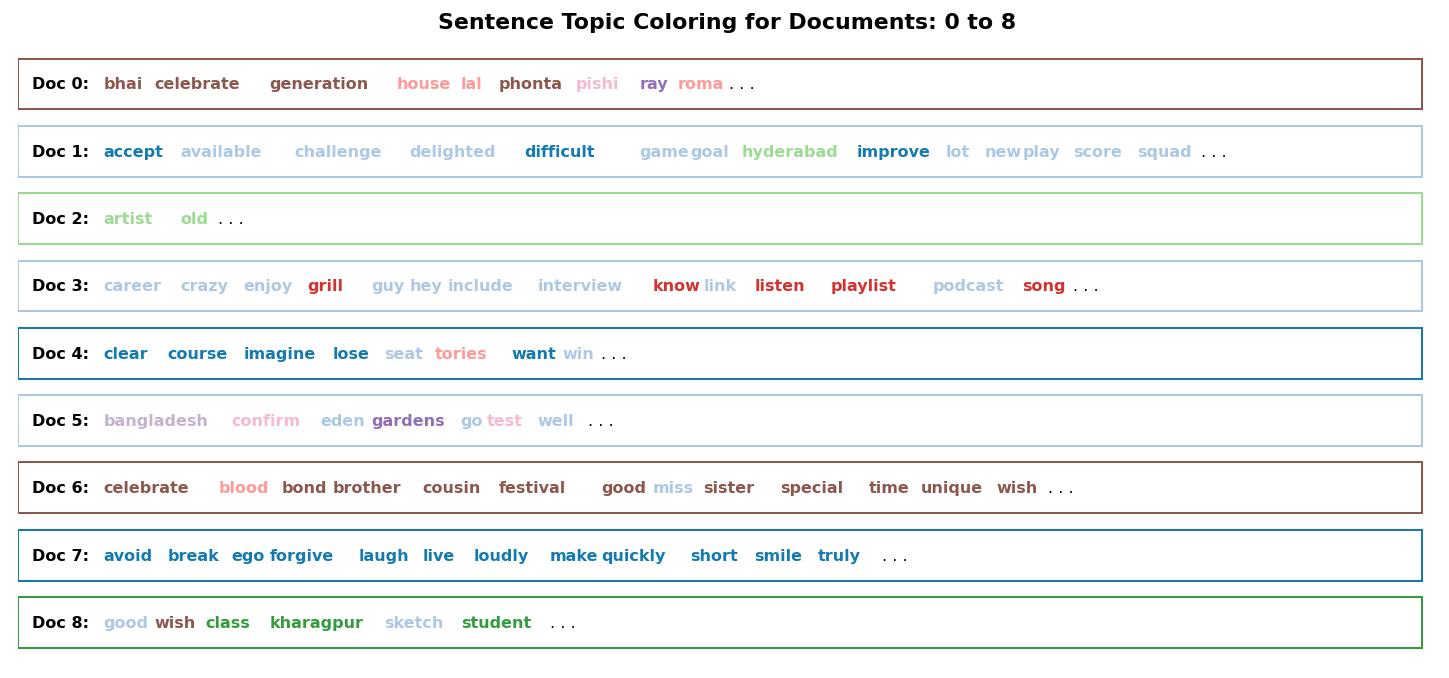 Sentence Topic Coloring for Documents: 0 to 8
Doc 0: bhai celebrate generation house lal phonta pishi ray roma . . .
Doc 1: accept available challenge delighted difficult game goal hyderabad improve lot new play score squad . . .
Doc 2: artist old . . .
Doc 3: career crazy enjoy grill guy hey include interview know link listen playlist podcast song . . .
Doc 4: clear course imagine lose seat tories want win . . .
Doc 5: bangladesh confirm eden gardens go test well . . .
Doc 6: celebrate blood bond brother cousin festival good miss sister special time unique wish . . .
Doc 7: avoid break ego forgive laugh live loudly make quickly short smile truly . . .
Doc 8: good wish class kharagpur sketch student . . .